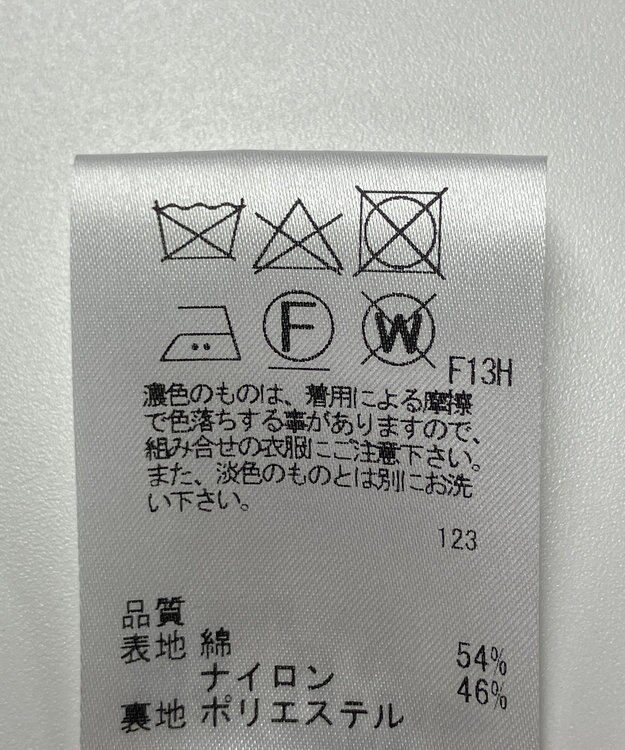 F
W
F13H
濃色のものは、着用による摩擦
で色落ちする事がありますので、
組み合せの衣服にご注意下さい。
また、淡色のものとは別にお洗
い下さい。
123
品質
表地 綿 54%
ナイロン 46%
裏地 ポリエステル